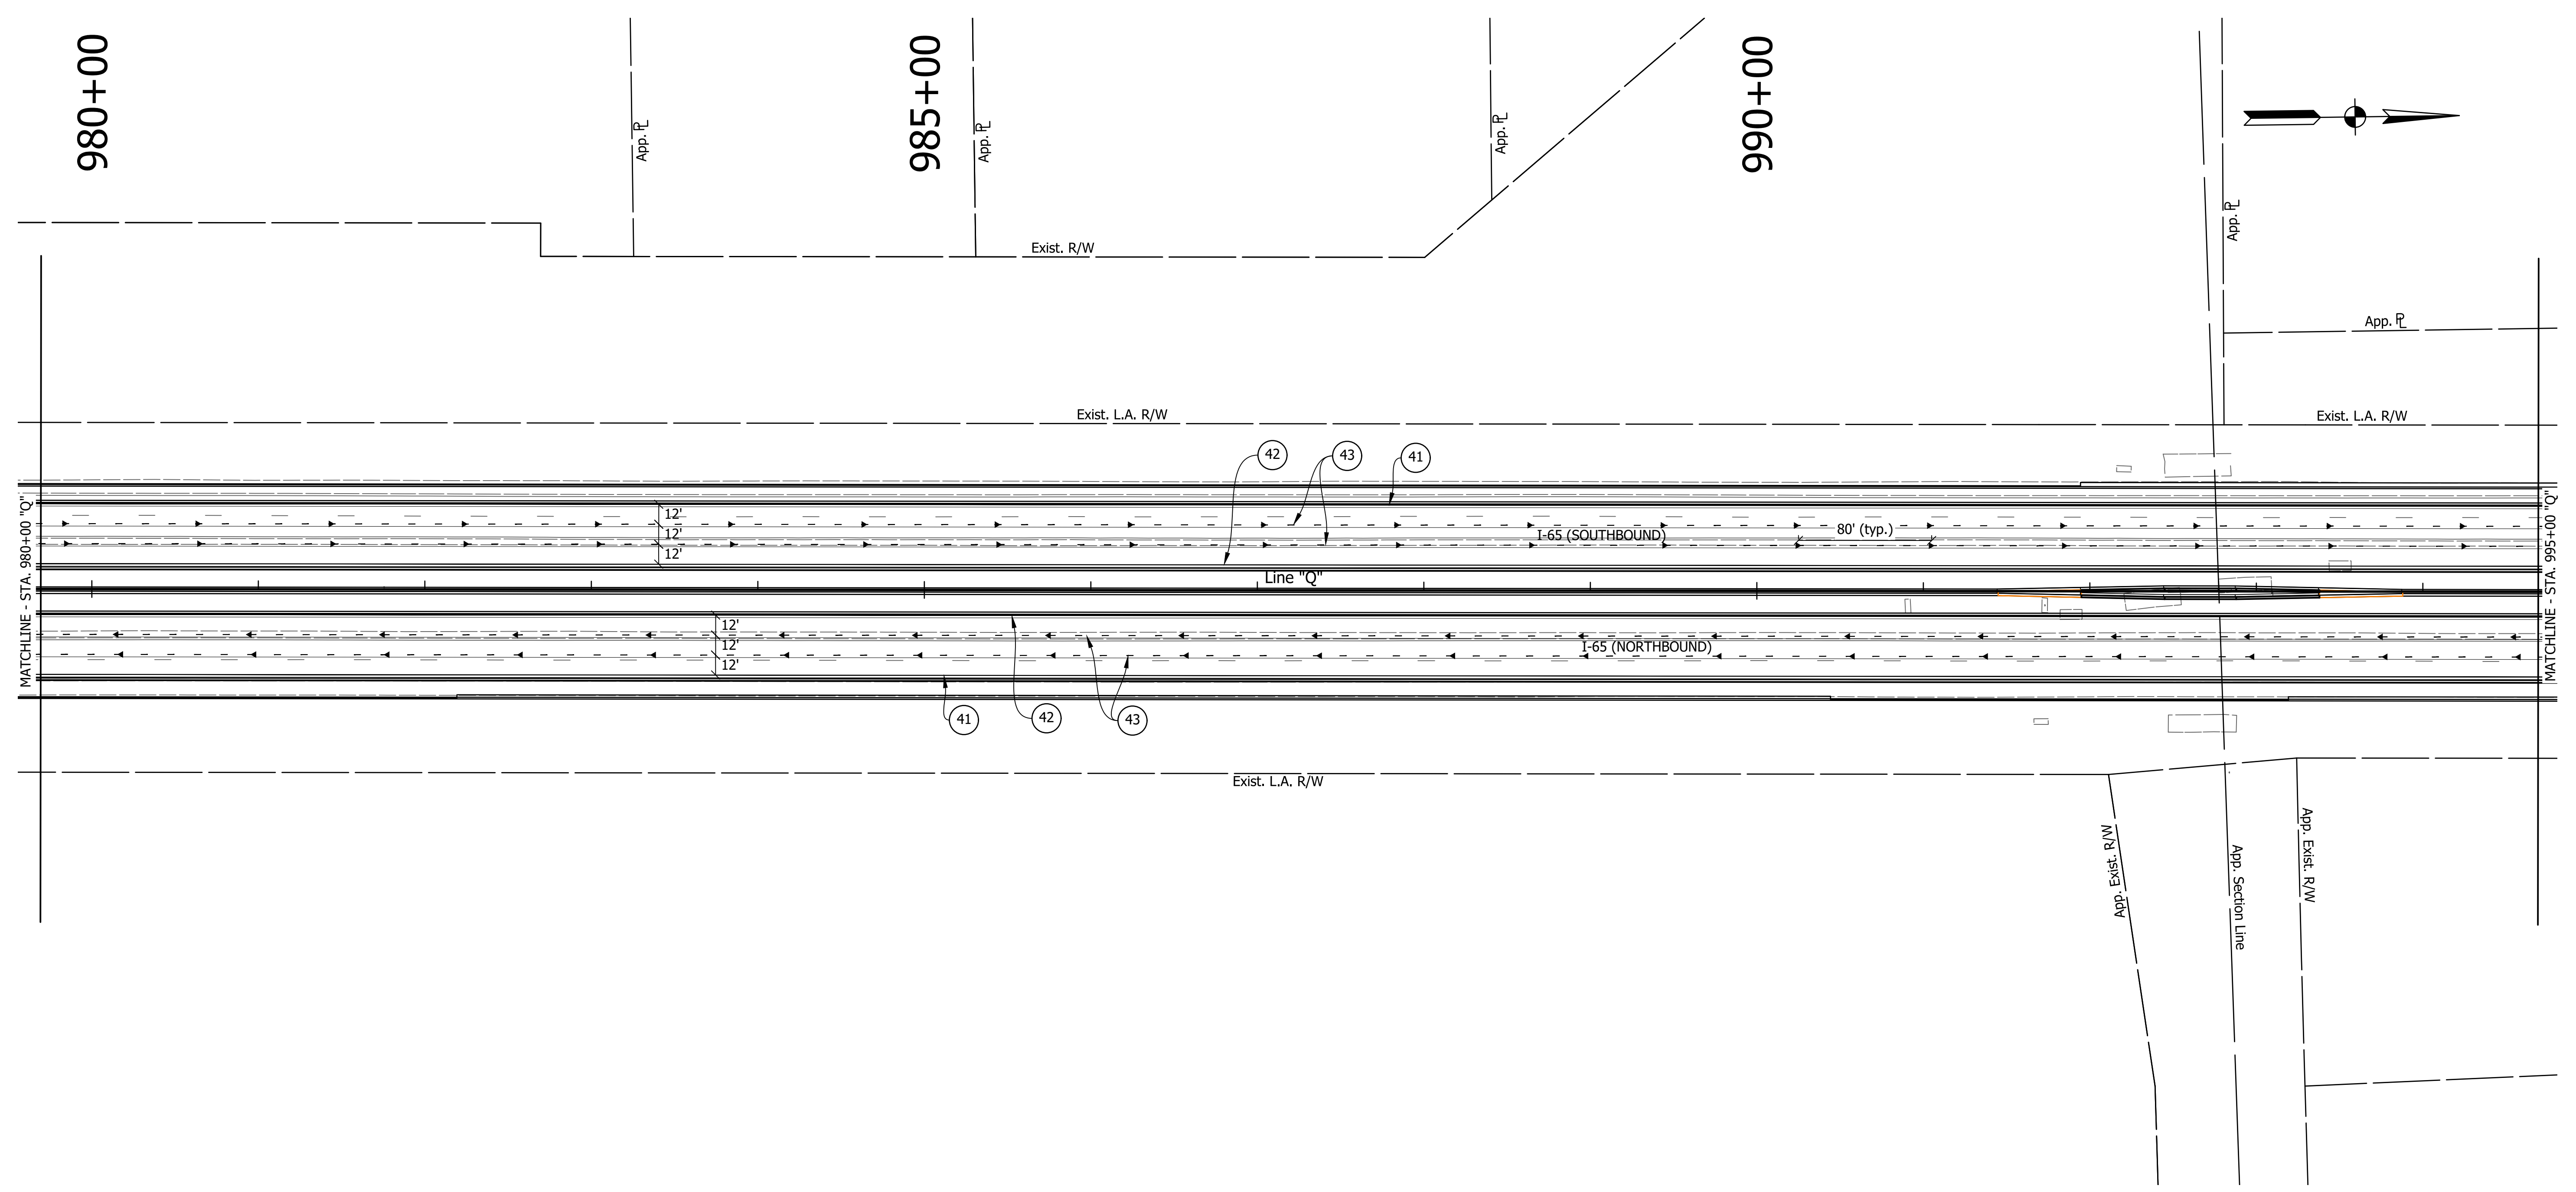 980+00
985+00
990+00
App. PL
App. PL
App. PL
App. PL
Exist. R/W
App. PL
Exist. L.A. R/W
Exist. L.A. R/W
42
43
41
MATCHLINE - STA. 980+00 "Q"
MATCHLINE - STA. 995+00 "Q"
12'
12'
12'
I-65 (SOUTHBOUND)
80' (typ.)
Line "Q"
12'
12'
12'
I-65 (NORTHBOUND)
41
42
43
Exist. L.A. R/W
App. Exist. R/W
App. Section Line
App. Exist. R/W